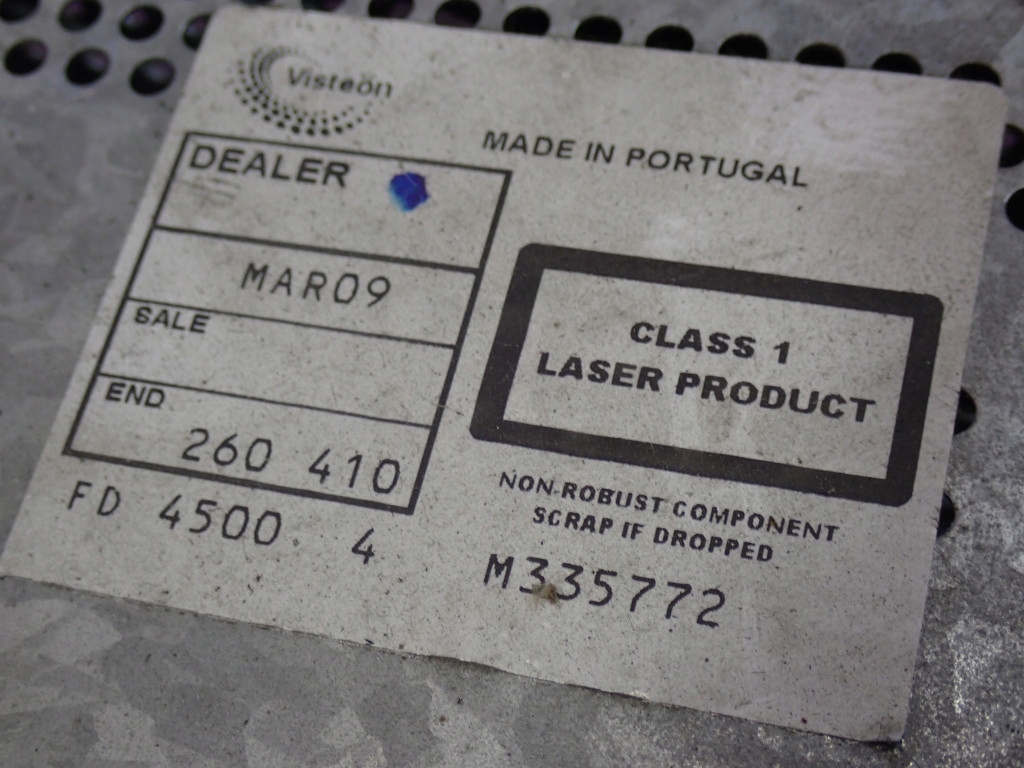 Visteon
MADE IN PORTUGAL
DEALER
MAR09
SALE
END
260 410
FD 4500 4
CLASS 1
LASER PRODUCT
NON-ROBUST COMPONENT
SCRAP IF DROPPED
M335772